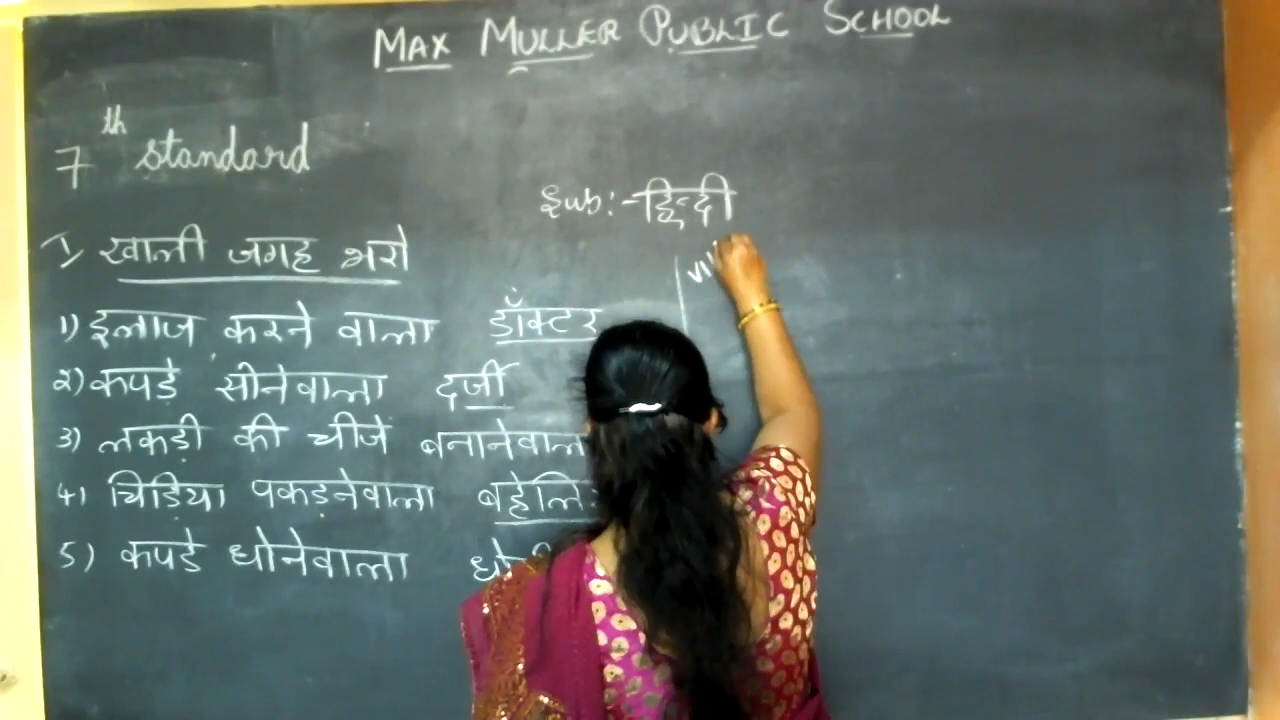 MAX MULLER PUBLIC SCHOOL
7th standard
Sub:- हिन्दी
I) खाली जगह भरो
1) इलाज करने वाला डॉक्टर
2) कपड़े सीनेवाला दर्जी
3) लकड़ी की चीजें
4) चिड़िया पकड़नेवाला
5) कपडे धोनेवाला